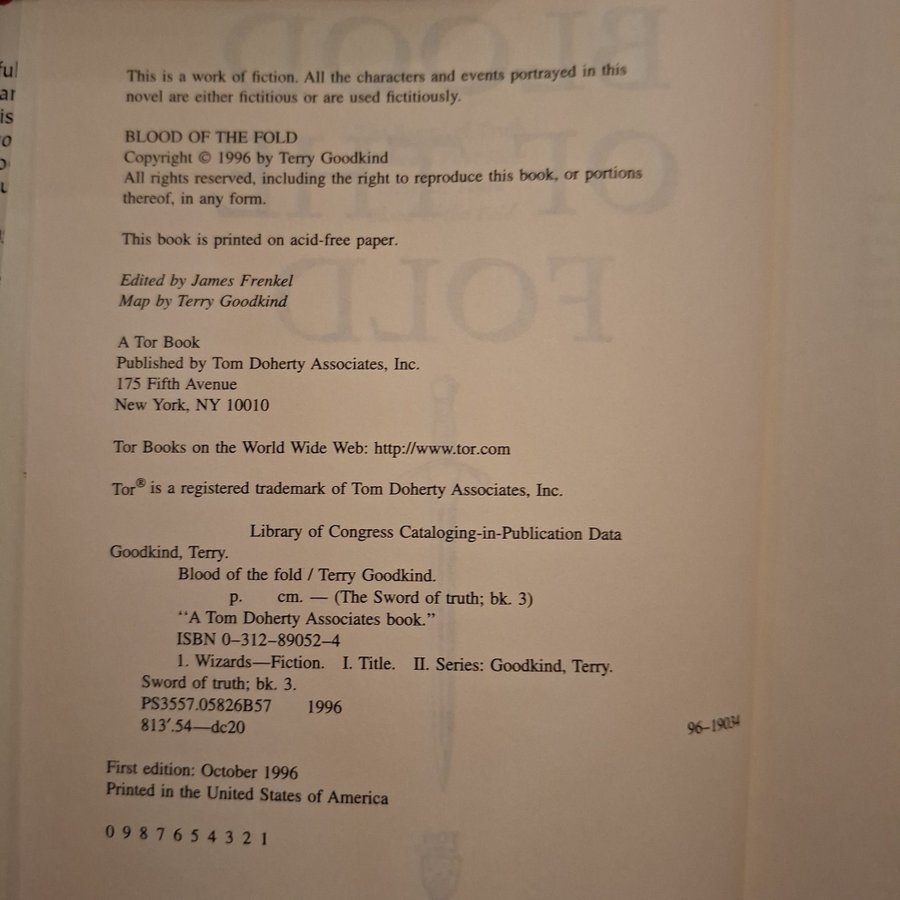 This is a work of fiction. All the characters and events portrayed in this
novel are either fictitious or are used fictitiously.
BLOOD OF THE FOLD
Copyright © 1996 by Terry Goodkind
All rights reserved, including the right to reproduce this book, or portions
thereof, in any form.
This book is printed on acid-free paper.
Edited by James Frenkel
Map by Terry Goodkind
A Tor Book
Published by Tom Doherty Associates, Inc.
175 Fifth Avenue
New York, NY 10010
Tor Books on the World Wide Web: http://www.tor.com
Tor® is a registered trademark of Tom Doherty Associates, Inc.
Library of Congress Cataloging-in-Publication Data
Goodkind, Terry.
Blood of the fold / Terry Goodkind.
p. cm. — (The Sword of truth; bk. 3)
“A Tom Doherty Associates book.”
ISBN 0–312–89052–4
1. Wizards—Fiction. I. Title. II. Series: Goodkind, Terry.
Sword of truth; bk. 3.
PS3557.05826B57 1996
813′.54—dc20
96–19034
First edition: October 1996
Printed in the United States of America
0 9 8 7 6 5 4 3 2 1
BLOOD
OF THE
FOLD